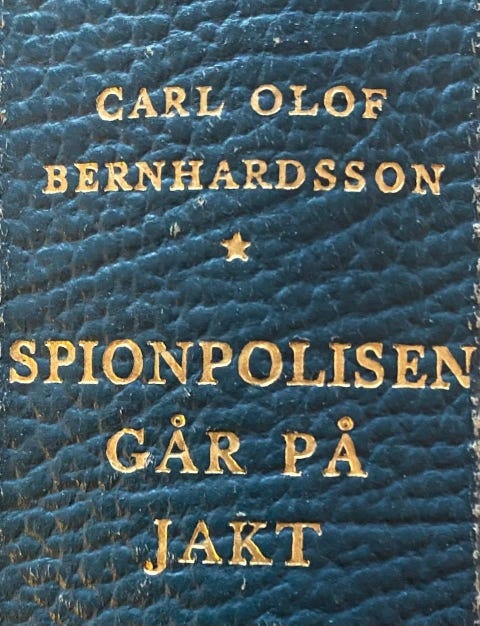 CARL OLOF
BERNHARDSSON
SPIONPOLISEN
GÅR PÅ
JAKT